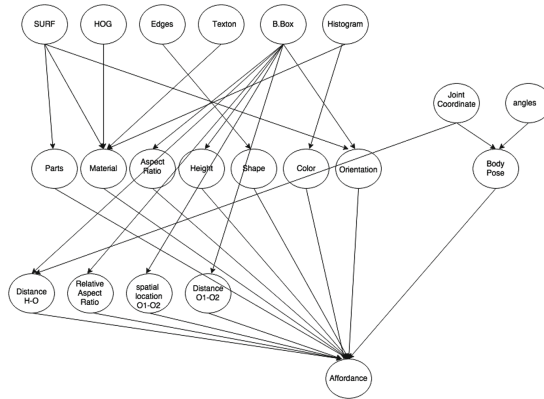 SURF
HOG
Edges
Texton
B.Box
Histogram
Joint
Coordinate
angles
Parts
Material
Aspect
Ratio
Height
Shape
Color
Orientation
Body
Pose
Distance
H-O
Relative
Aspect
Ratio
spatial
location
O1-O2
Distance
O1-O2
Affordance